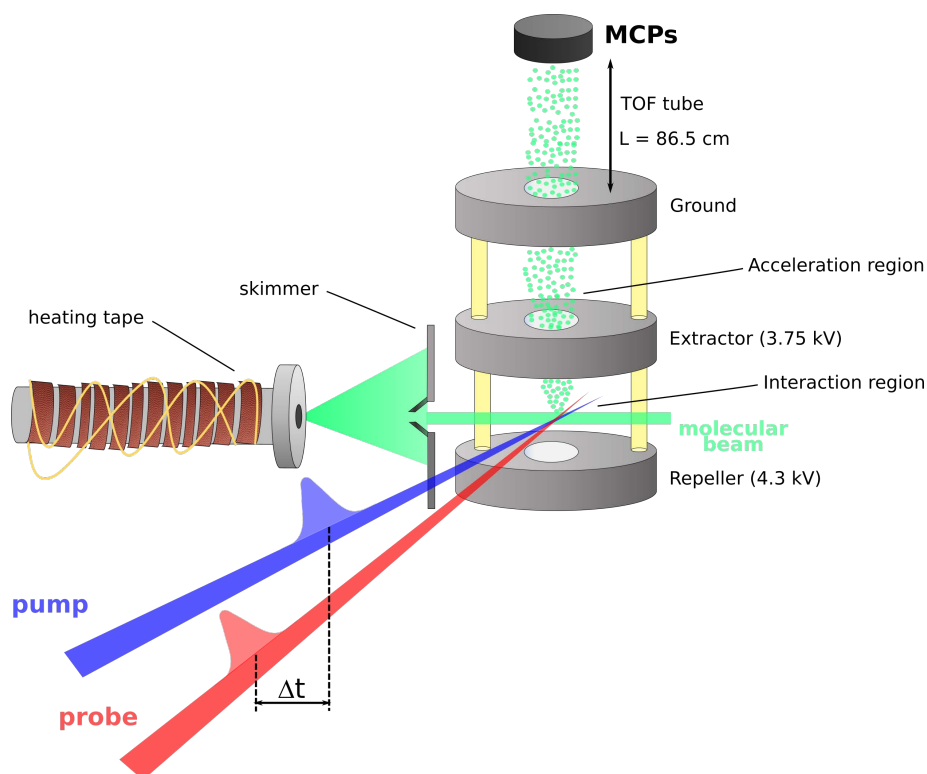 MCPs
TOF tube
L = 86.5 cm
Ground
Acceleration region
skimmer
heating tape
Extractor (3.75 kV)
Interaction region
molecular
beam
Repeller (4.3 kV)
pump
Δt
probe